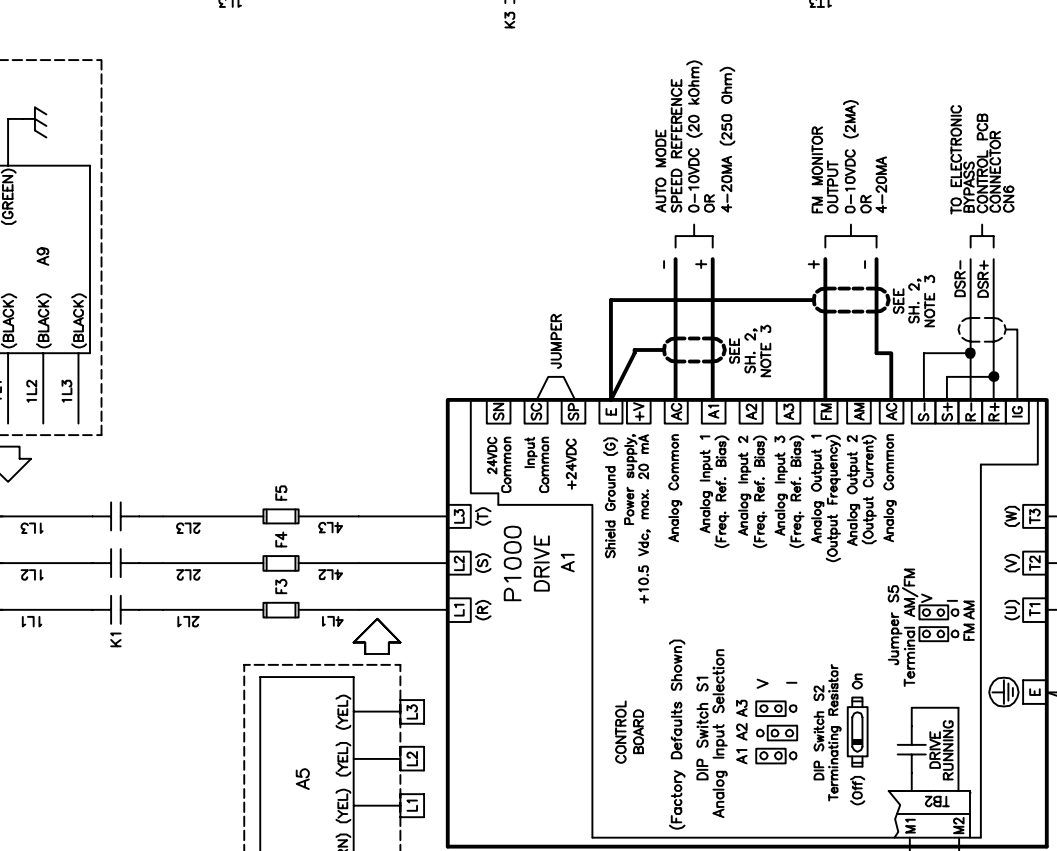 1L3
K3
1T3
(GREEN)
A9
(BLACK)
(BLACK)
(BLACK)
1L2
1L3
AUTO MODE
SPEED REFERENCE
0-10VDC (20 kOhm)
OR
4-20MA (250 Ohm)
FM MONITOR
OUTPUT
0-10VDC (2MA)
OR
4-20MA
TO ELECTRONIC
BYPASS
CONTROL PCB
CONNECTOR
CN6
-
+
+
-
DSR-
DSR+
SEE
SH. 2,
NOTE 3
SEE
SH. 2,
NOTE 3
JUMPER
SN
SC
SP
E
+V
AC
A1
A2
A3
FM
AM
AC
S-
S+
R-
R+
IG
24VDC
Common
Input
Common
+24VDC
Shield Ground (G)
Power supply,
+10.5 Vdc, max. 20 mA
Analog Common
Analog Input 1
(Freq. Ref. Bias)
Analog Input 2
(Freq. Ref. Bias)
Analog Input 3
(Freq. Ref. Bias)
Analog Output 1
(Output Frequency)
Analog Output 2
(Output Current)
Analog Common
1L3
2L3
F5
4L3
L3
(T)
1L2
2L2
F4
4L2
L2
(S)
1L1
K1
2L1
F3
4L1
L1
(R)
P1000
DRIVE
A1
(W)
T3
(V)
T2
(U)
T1
E
Jumper S5
Terminal AM/FM
V
I
FM AM
CONTROL
BOARD
(Factory Defaults Shown)
DIP Switch S1
Analog Input Selection
A1 A2 A3
V
I
DIP Switch S2
Terminating Resistor
(Off)
On
DRIVE
RUNNING
TB2
M1
M2
A5
(YEL)
(YEL)
(YEL)
L3
L2
L1